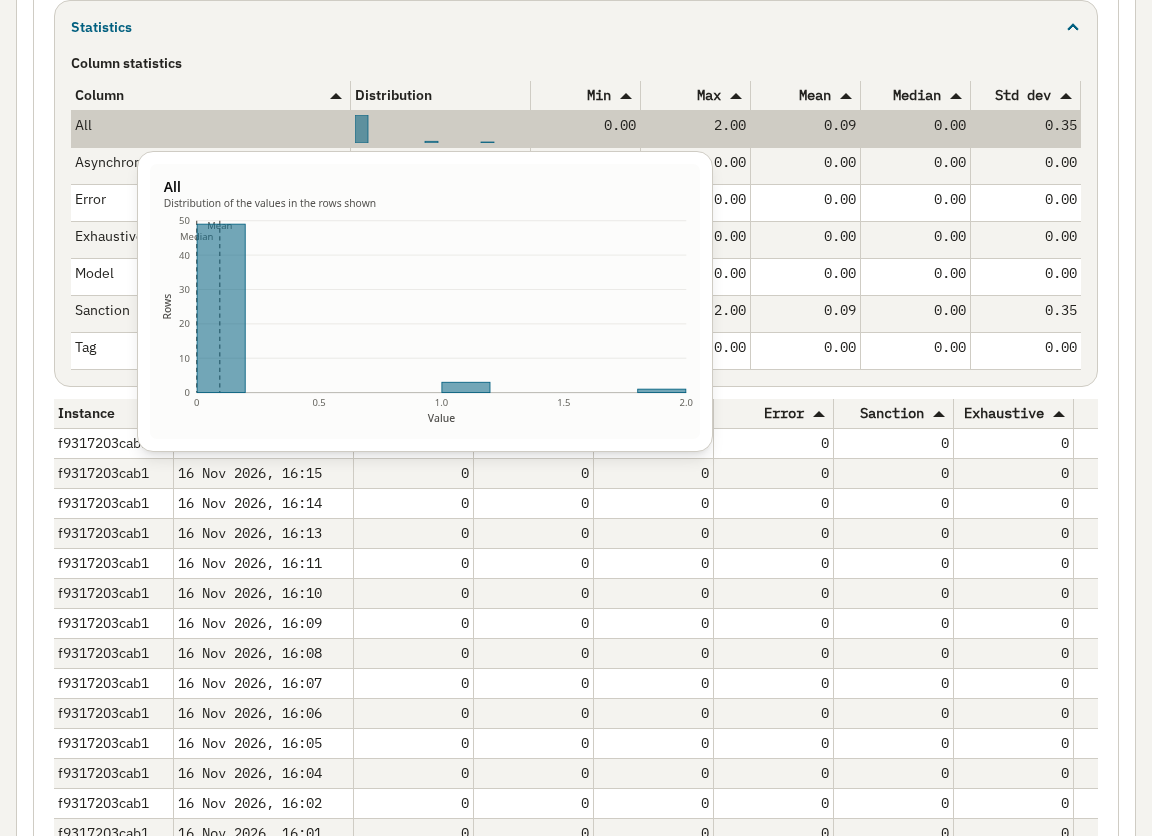 Statistics
Column statistics
Column Distribution Min Max Mean Median Std dev
All 0.00 2.00 0.09 0.00 0.35
0.00 0.00 0.00 0.00
Error 0.00 0.00 0.00 0.00
0.00 0.00 0.00 0.00
Model 0.00 0.00 0.00 0.00
Sanction 2.00 0.09 0.00 0.35
Tag 0.00 0.00 0.00 0.00
All
Distribution of the values in the rows shown
50
Mean
Median
40
30
Rows
20
10
0
0 0.5 1.0 1.5 2.0
Value
Instance Error Sanction Exhaustive
f9317203cab 0 0 0
f9317203cab1 16 Nov 2026, 16:15 0 0 0 0 0 0
f9317203cab1 16 Nov 2026, 16:14 0 0 0 0 0 0
f9317203cab1 16 Nov 2026, 16:13 0 0 0 0 0 0
f9317203cab1 16 Nov 2026, 16:11 0 0 0 0 0 0
f9317203cab1 16 Nov 2026, 16:10 0 0 0 0 0 0
f9317203cab1 16 Nov 2026, 16:09 0 0 0 0 0 0
f9317203cab1 16 Nov 2026, 16:08 0 0 0 0 0 0
f9317203cab1 16 Nov 2026, 16:07 0 0 0 0 0 0
f9317203cab1 16 Nov 2026, 16:06 0 0 0 0 0 0
f9317203cab1 16 Nov 2026, 16:05 0 0 0 0 0 0
f9317203cab1 16 Nov 2026, 16:04 0 0 0 0 0 0
f9317203cab1 16 Nov 2026, 16:02 0 0 0 0 0 0
f9317203cab1 16 Nov 2026, 16:01 0 0 0 0 0 0